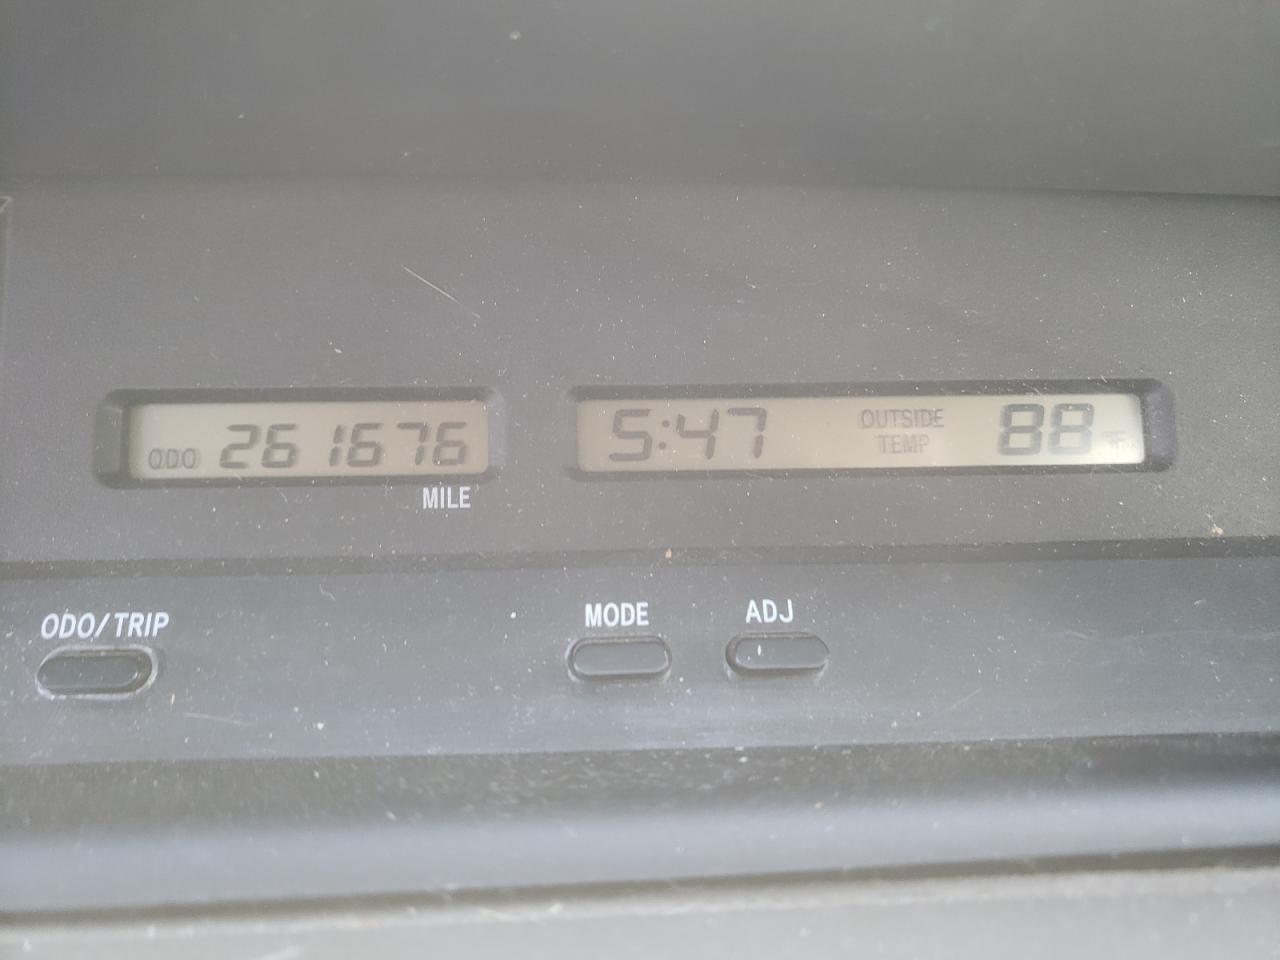 ODO 261676
MILE
5:47 OUTSIDE TEMP 88 °F
ODO/TRIP
MODE
ADJ